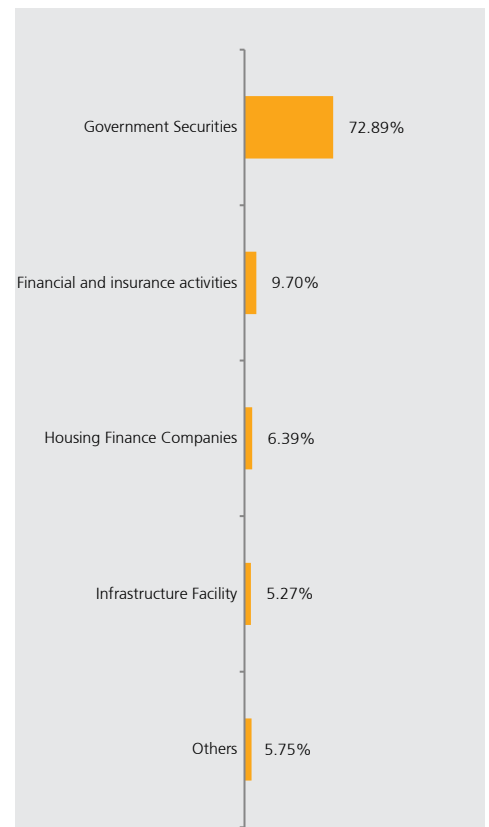 Government Securities 72.89%
Financial and insurance activities 9.70%
Housing Finance Companies 6.39%
Infrastructure Facility 5.27%
Others 5.75%